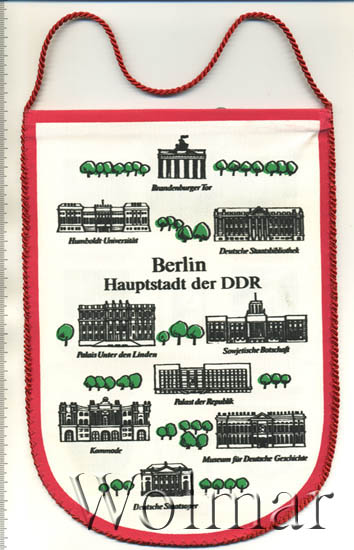 Brandenburger Tor
Humboldt-Universität
Deutsche Staatsbibliothek
Berlin
Hauptstadt der DDR
Palais Unter den Linden
Sowjetische Botschaft
Palast der Republik
Kommode
Museum für Deutsche Geschichte
Deutsche Staatsoper
Wolmar